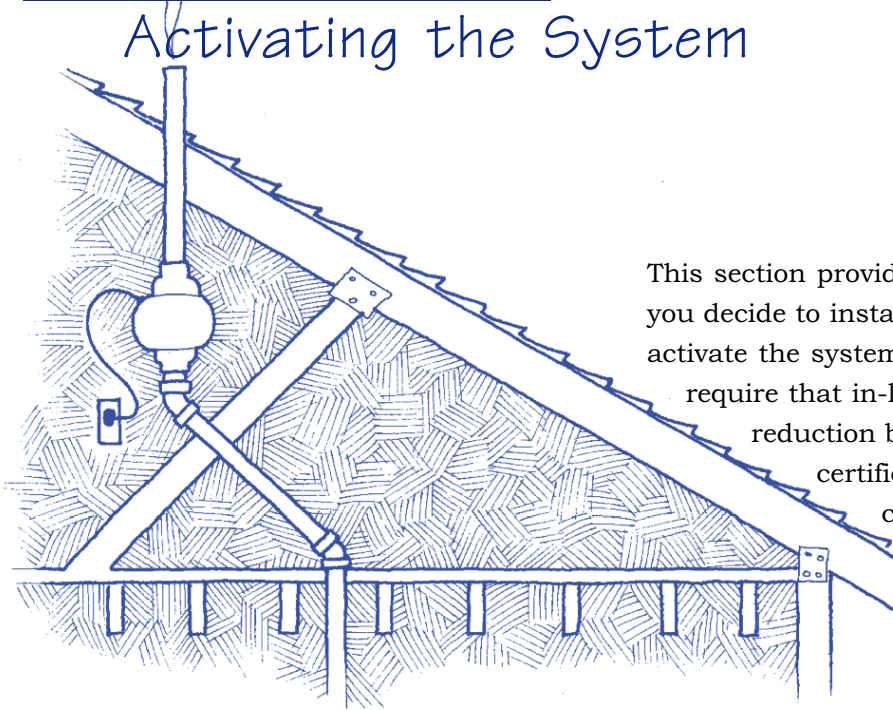 Activating the System
This section provid
you decide to insta
activate the system
require that in-l
reduction b
certific
c